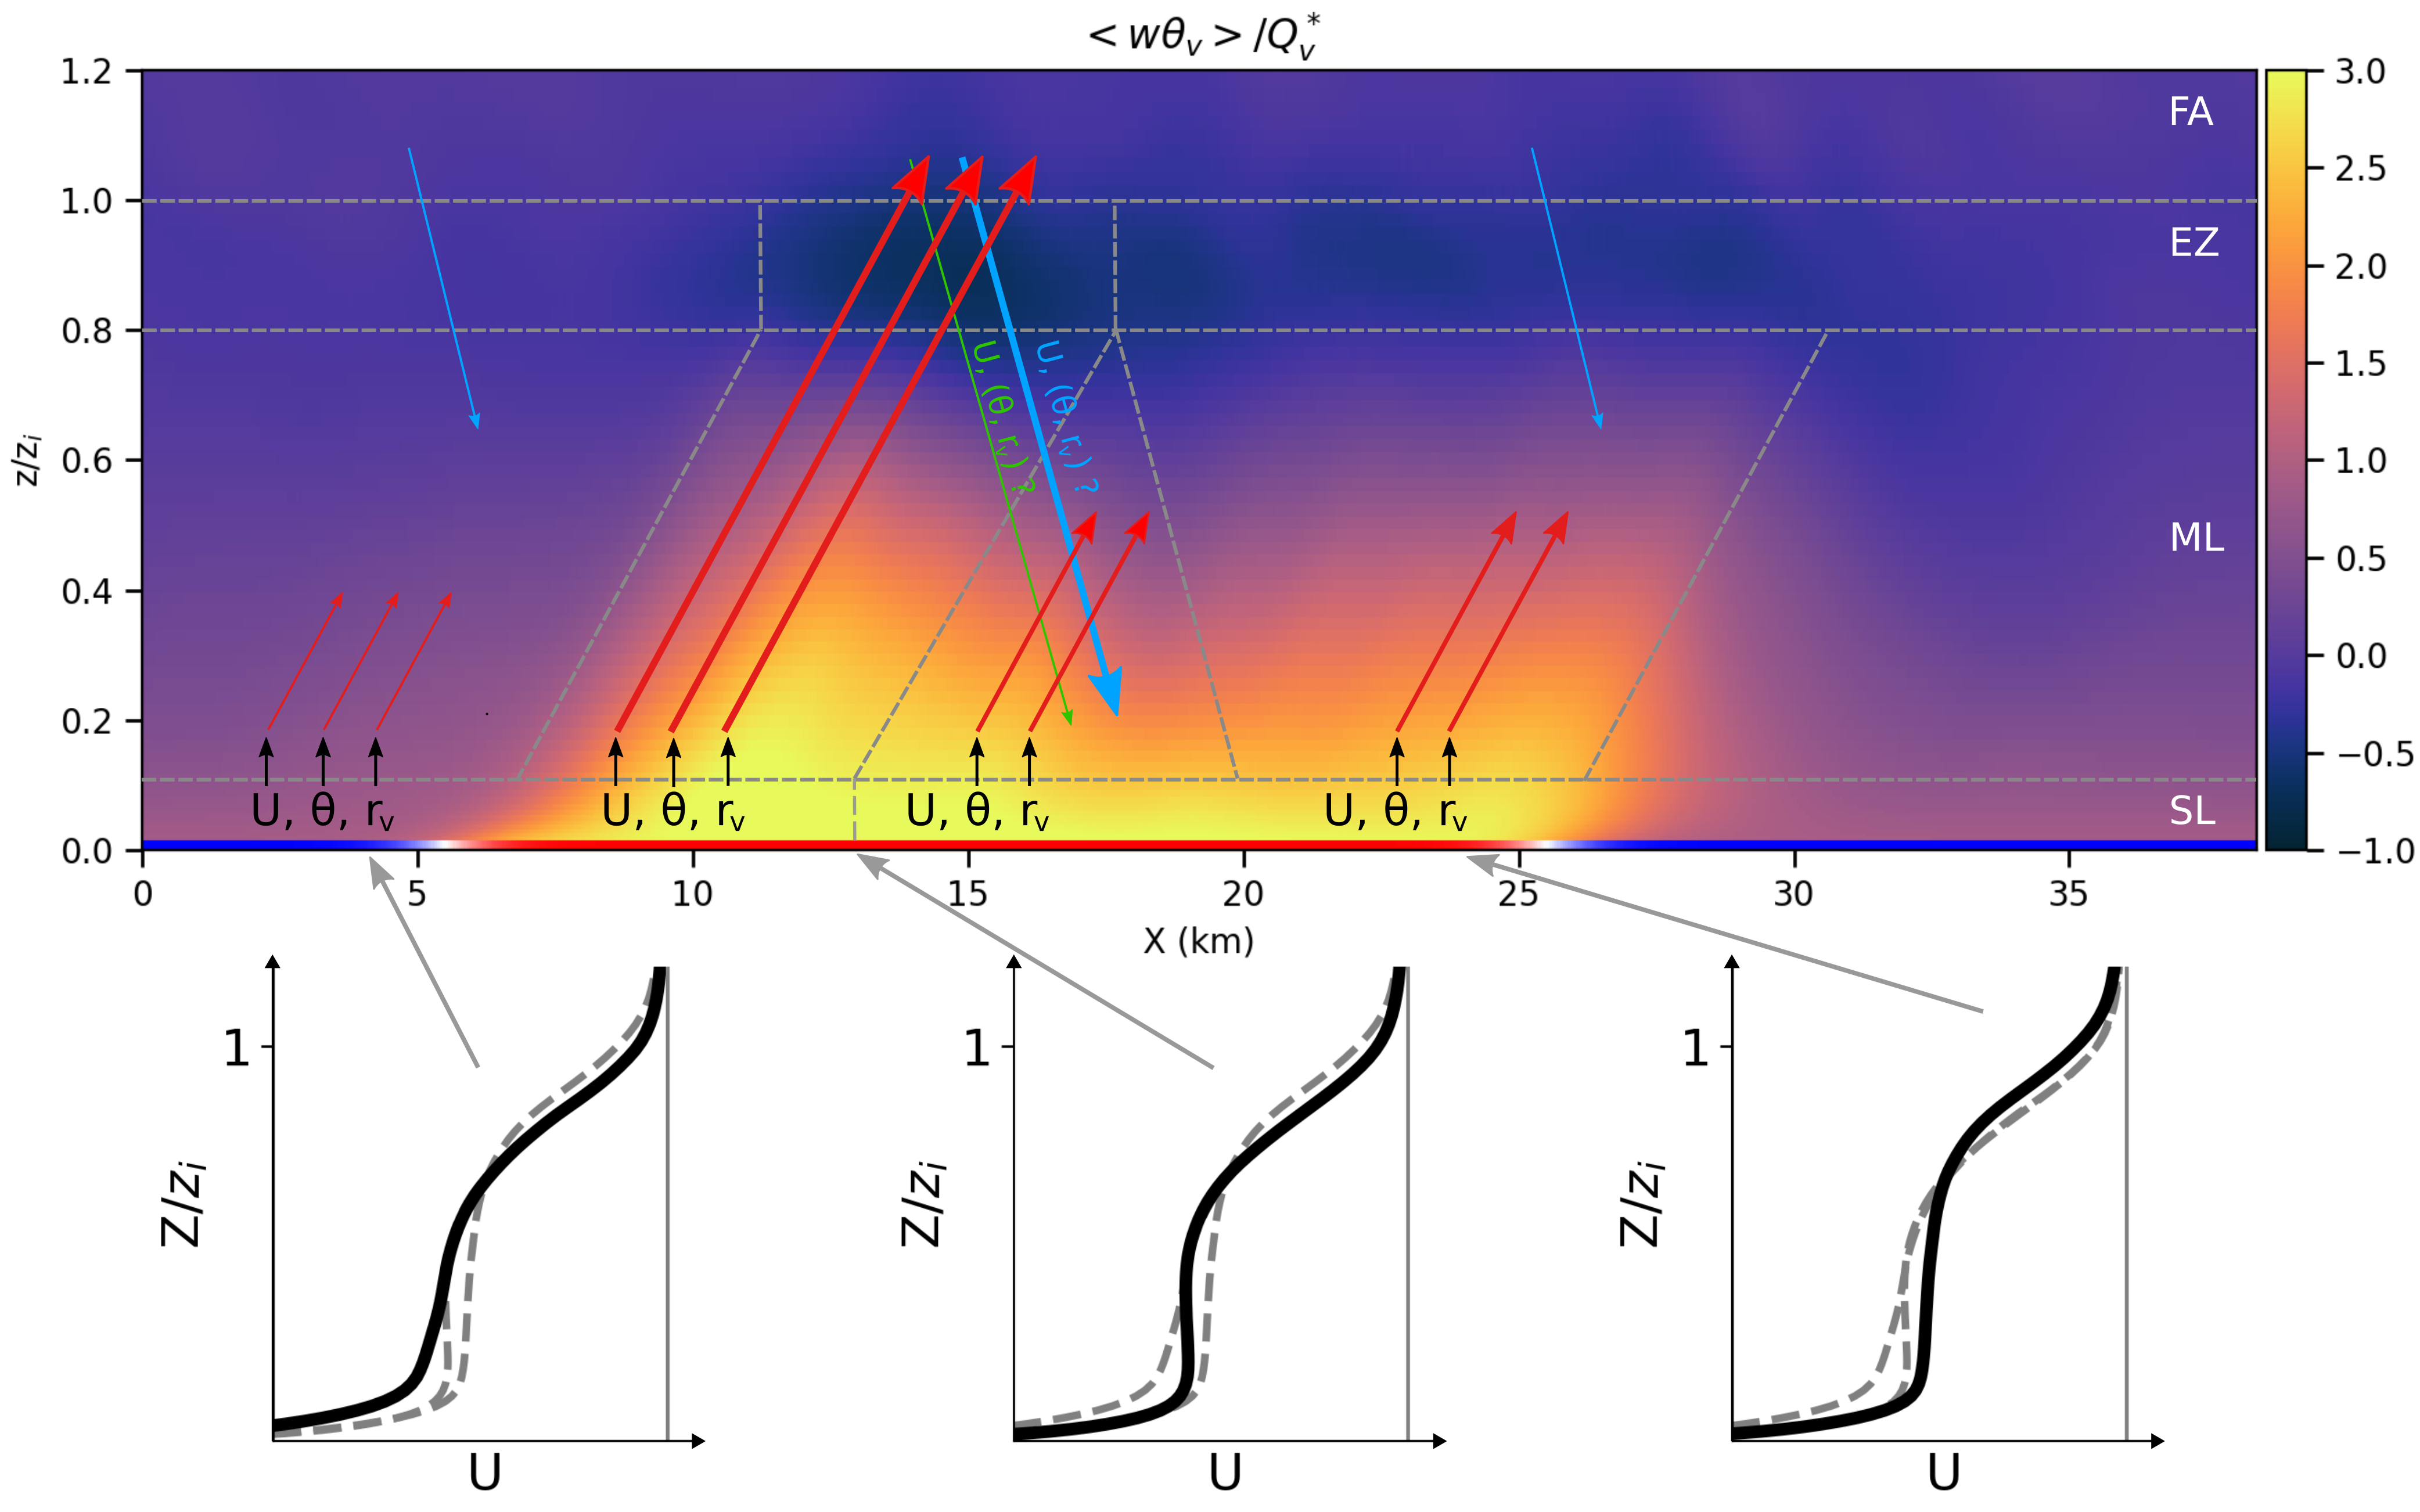 < wθᵥ > /Qᵥ*
1.2
1.0
0.8
0.6
0.4
0.2
0.0
z/zᵢ
FA
EZ
ML
SL
U, (θ, rᵥ) ?
U, (θ, rᵥ) ?
U, θ, rᵥ
U, θ, rᵥ
U, θ, rᵥ
U, θ, rᵥ
0 5 10 15 20 25 30 35
X (km)
3.0
2.5
2.0
1.5
1.0
0.5
0.0
−0.5
−1.0
1
Z/zᵢ
U
1
Z/zᵢ
U
1
Z/zᵢ
U